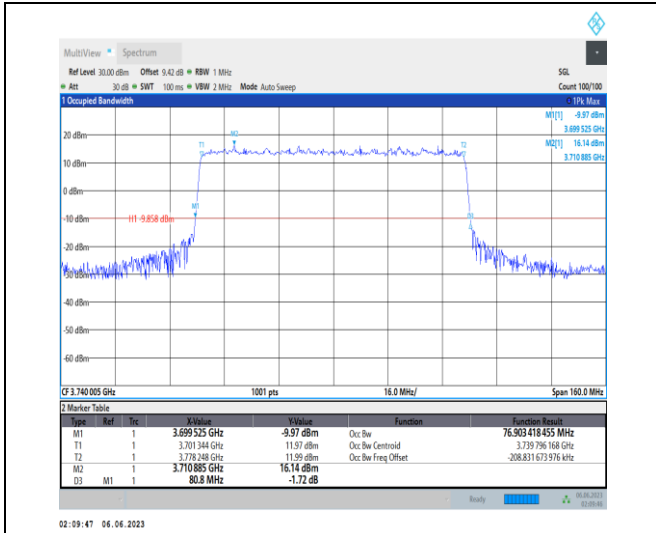 MultiView Spectrum
Ref Level 30.00 dBm Offset 9.42 dB RBW 1 MHz SGL
Att 30 dB SWT 100 ms VBW 2 MHz Mode Auto Sweep Count 100/100
1 Occupied Bandwidth 1Pk Max
M1[1] -9.97 dBm
3.699 525 GHz
M2[1] 16.14 dBm
3.710 885 GHz
20 dBm
M2
T1 T2
10 dBm
0 dBm
M1
-10 dBm H1 -9.858 dBm
-20 dBm
-30 dBm
-40 dBm
-50 dBm
-60 dBm
CF 3.740 005 GHz 1001 pts 16.0 MHz/ Span 160.0 MHz
2 Marker Table
Type Ref Trc X-Value Y-Value Function Function Result
M1 1 3.699 525 GHz -9.97 dBm Occ Bw 76.903 418 455 MHz
T1 1 3.701 344 GHz 11.97 dBm Occ Bw Centroid 3.739 796 168 GHz
T2 1 3.778 248 GHz 11.99 dBm Occ Bw Freq Offset -208.831 673 976 kHz
M2 1 3.710 885 GHz 16.14 dBm
D3 M1 1 80.8 MHz -1.72 dB
Ready 06.06.2023
02:09:46
02:09:47 06.06.2023